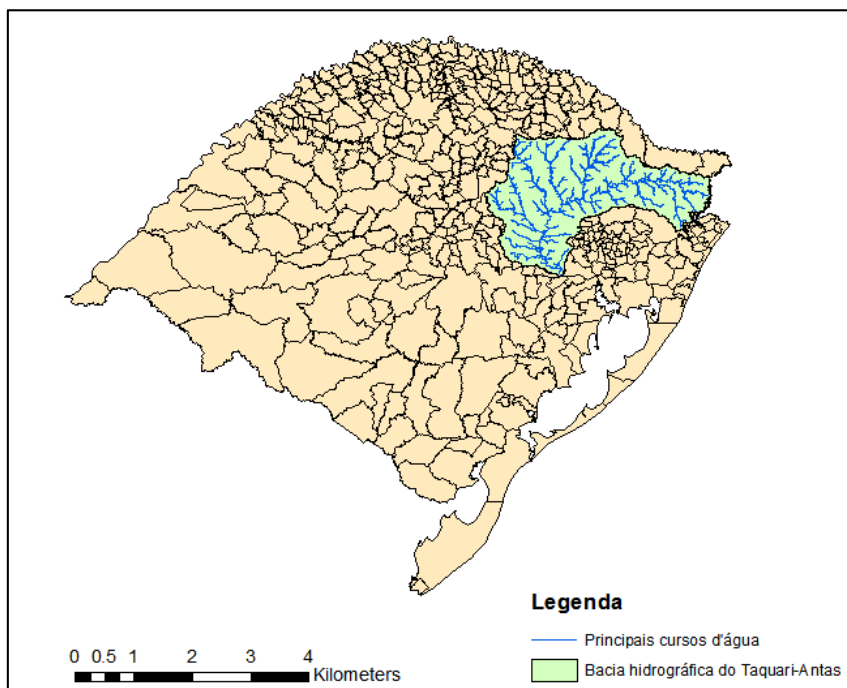 Legenda
Principais cursos d'água
Bacia hidrográfica do Taquari-Antas
0 0.5 1 2 3 4
Kilometers